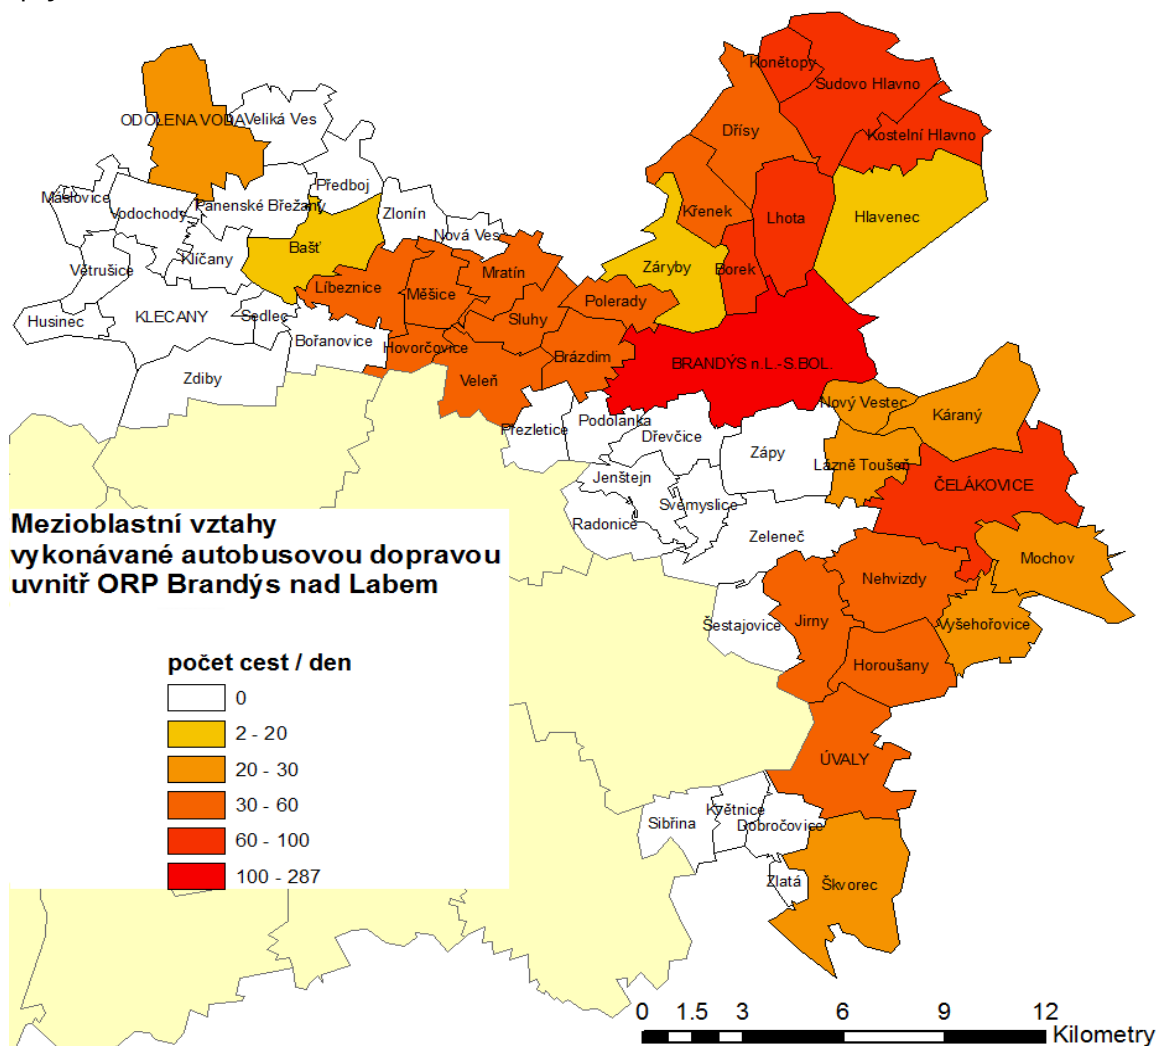 Konětopy
Sudovo Hlavno
ODOLENA VODA
Veliká Ves
Dřísy
Kostelní Hlavno
Předboj
Máslovice
Vodochody
Panenské Břežany
Zlonín
Křenek
Lhota
Hlavenec
Nová Ves
Bašť
Klíčany
Větrušice
Mratín
Záryby
Borek
Líbeznice
Měšice
Polerady
Husinec
KLECANY
Sedlec
Sluhy
Bořanovice
Hovorčovice
Brázdim
BRANDÝS n.L.-S.BOL.
Zdiby
Veleň
Nový Vestec
Káraný
Přezletice
Podolanka
Dřevčice
Zápy
Lázně Toušeň
Jenštejn
ČELÁKOVICE
Svémyslice
Radonice
Zeleneč
Mezioblastní vztahy
vykonávané autobusovou dopravou
uvnitř ORP Brandýs nad Labem
Mochov
Nehvizdy
Šestajovice
Jirny
Vyšehořovice
Horoušany
počet cest / den
0
2 - 20
20 - 30
30 - 60
60 - 100
100 - 287
ÚVALY
Květnice
Sibřina
Dobročovice
Zlatá
Škvorec
0 1.5 3 6 9 12
Kilometry